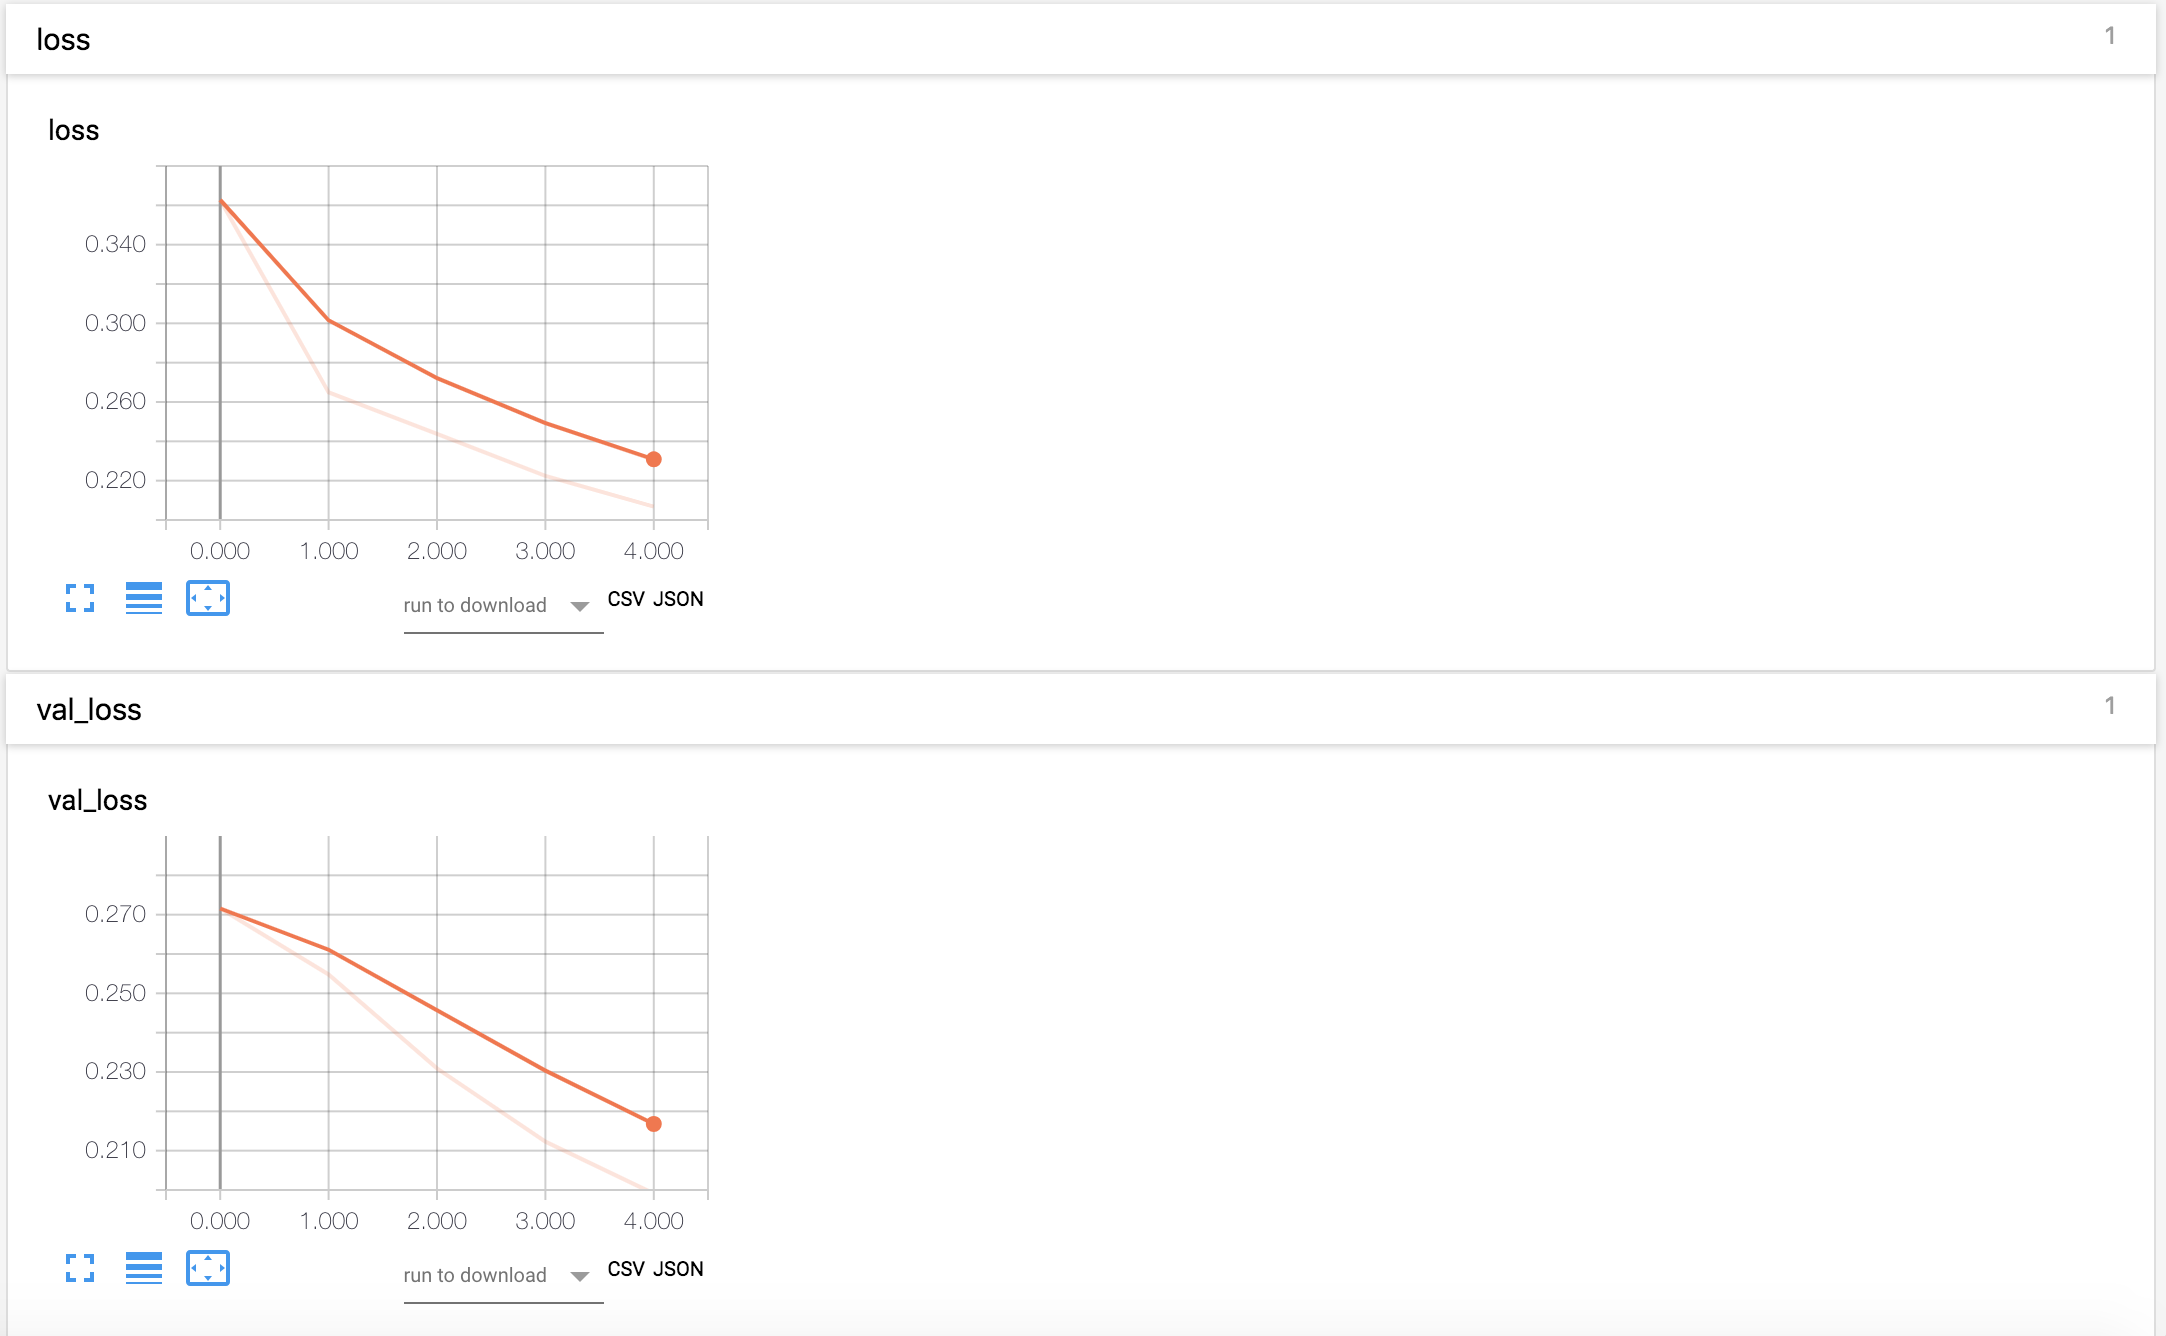 loss 1
loss
0.340
0.300
0.260
0.220
0.000 1.000 2.000 3.000 4.000
run to download CSV JSON
val_loss 1
val_loss
0.270
0.250
0.230
0.210
0.000 1.000 2.000 3.000 4.000
run to download CSV JSON